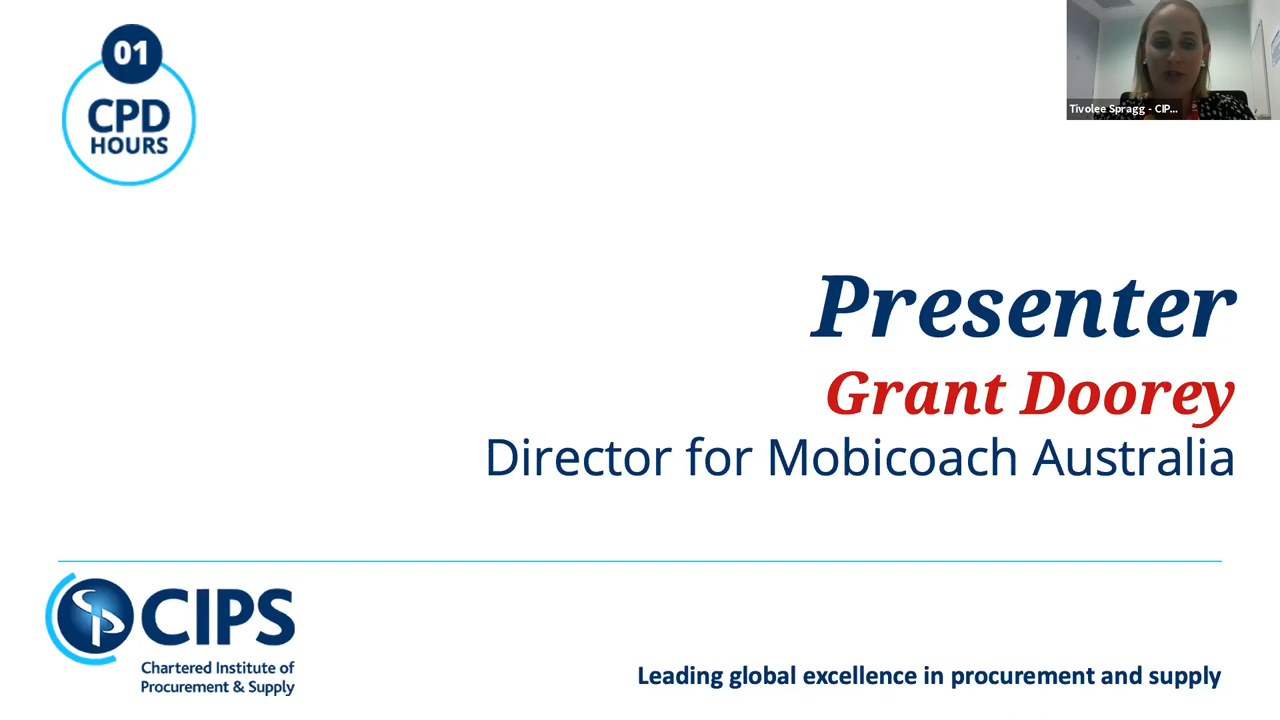 01
CPD
HOURS
Tivolee Spragg - CIP...
Presenter
Grant Doorey
Director for Mobicoach Australia
CIPS
Chartered Institute of
Procurement & Supply
Leading global excellence in procurement and supply